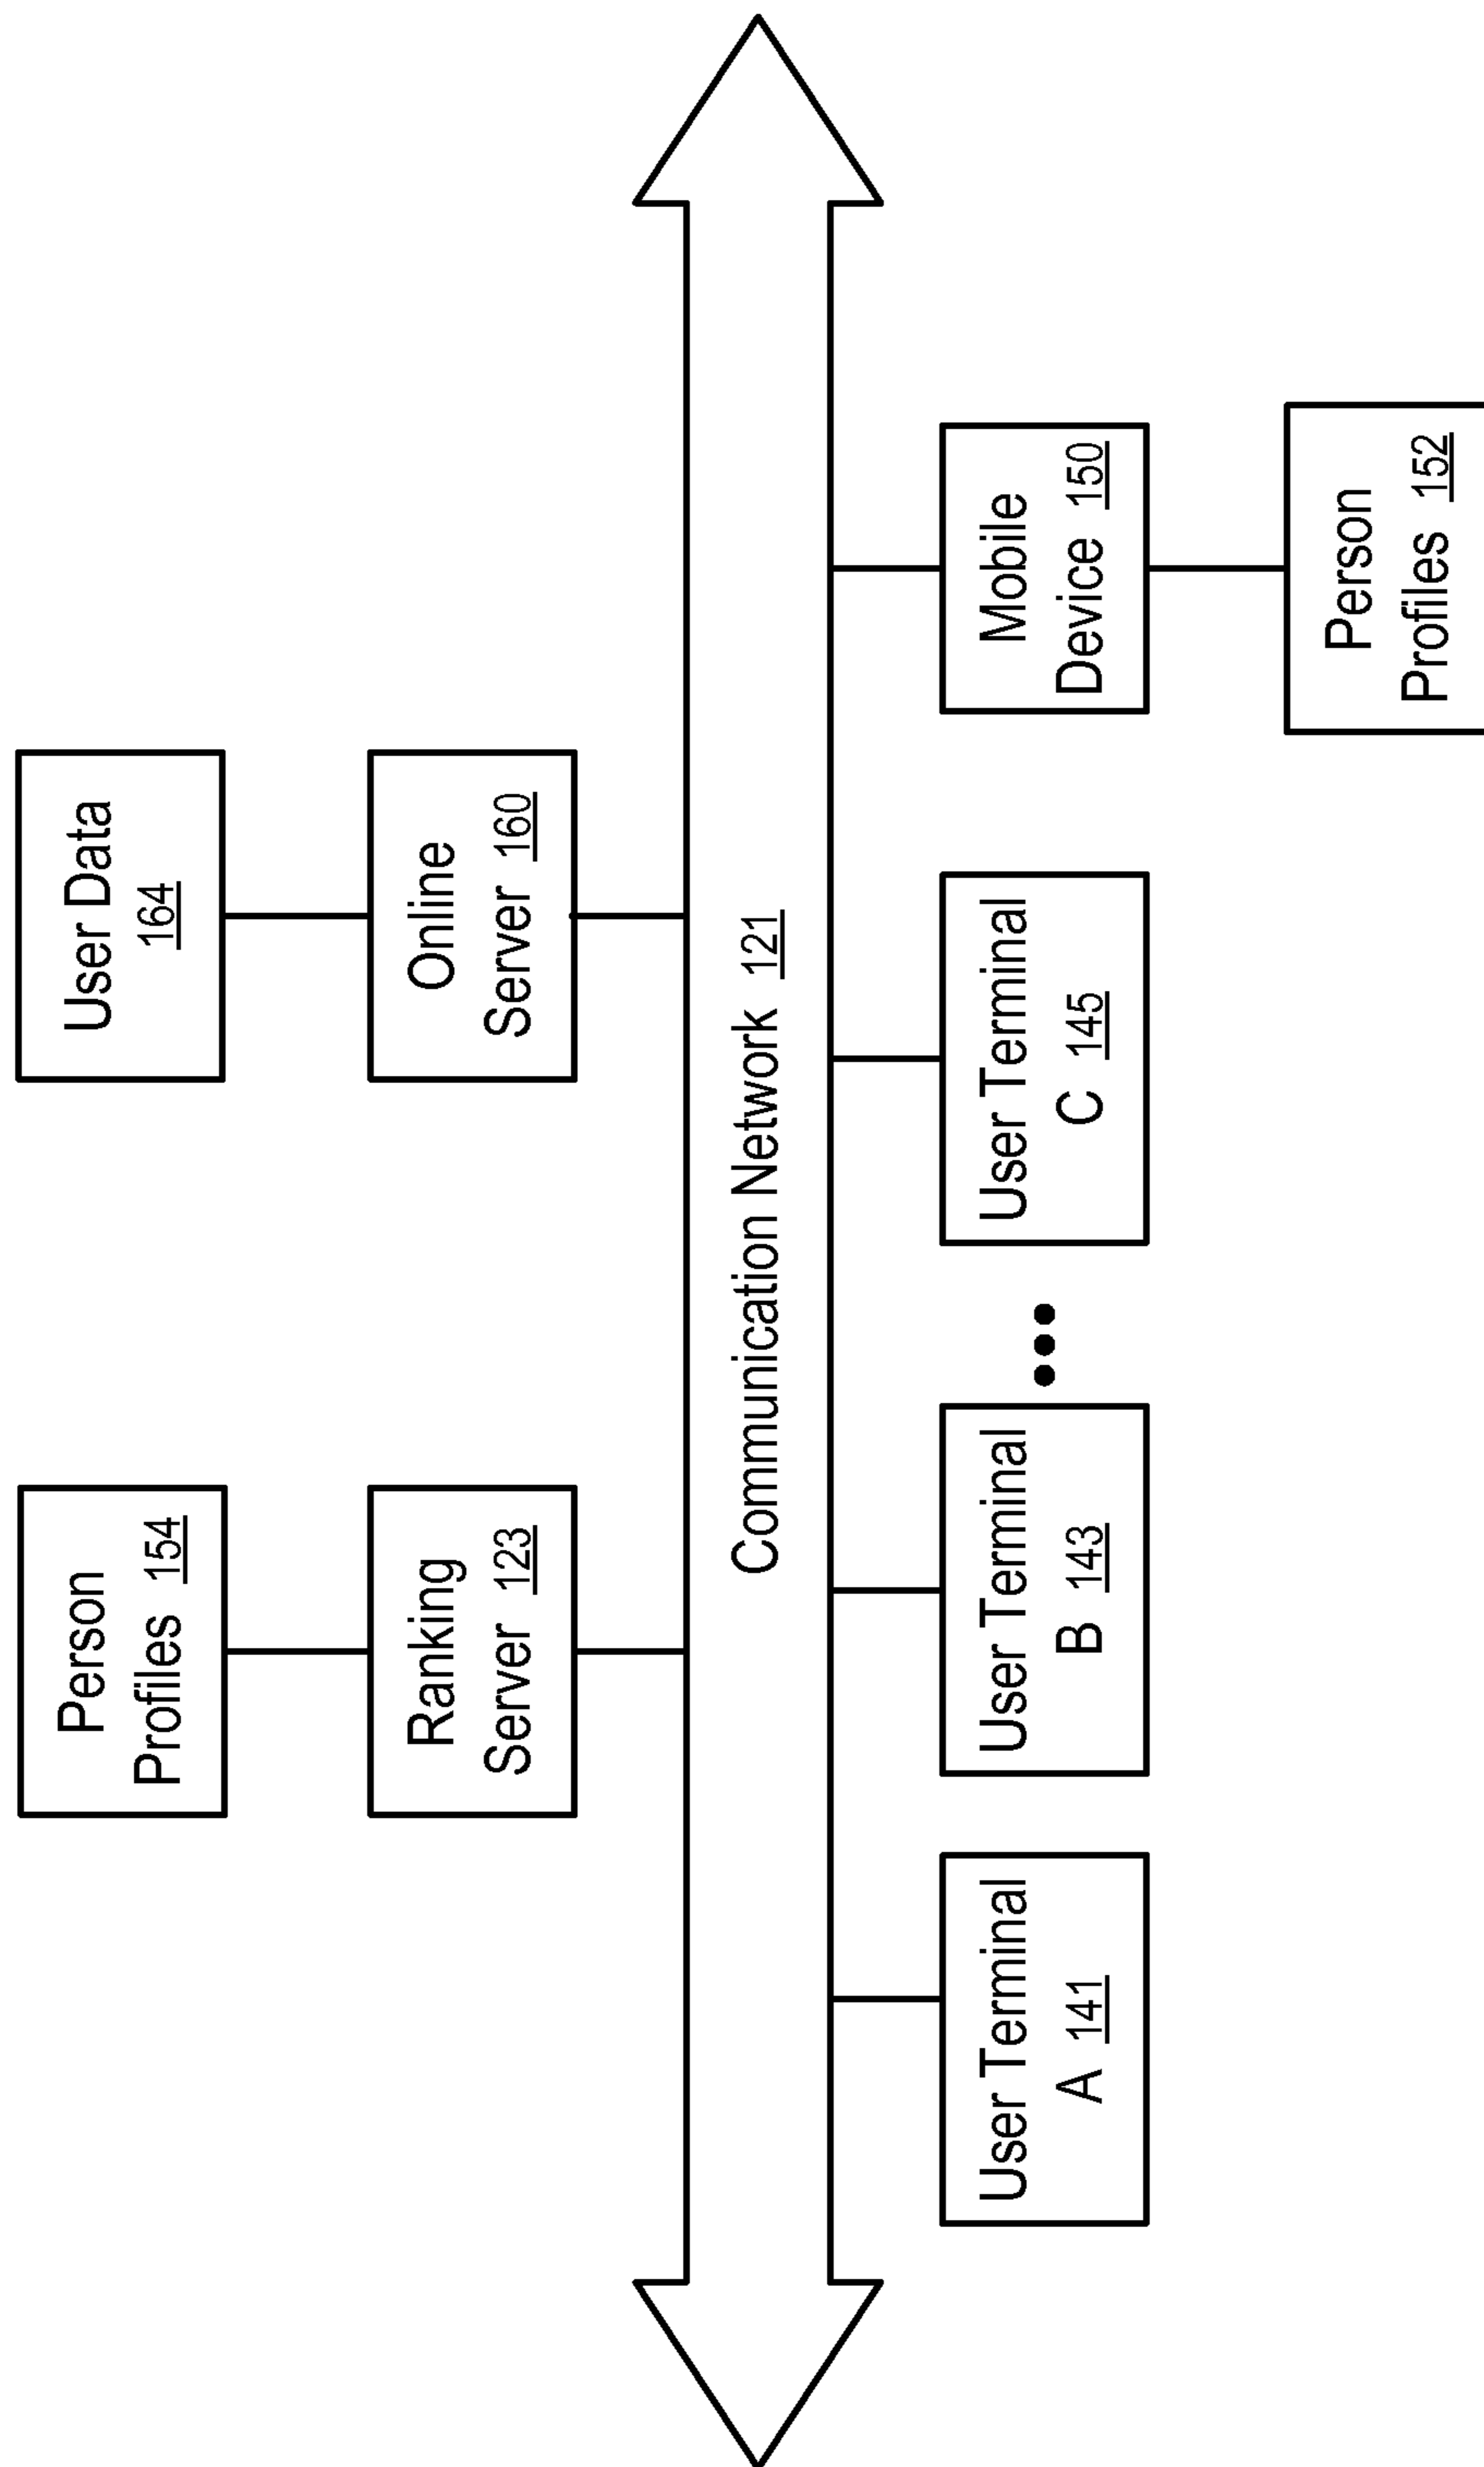 Person
Profiles 154
User Data
164
Ranking
Server 123
Online
Server 160
Communication Network 121
User Terminal
A 141
User Terminal
B 143
User Terminal
C 145
Mobile
Device 150
Person
Profiles 152